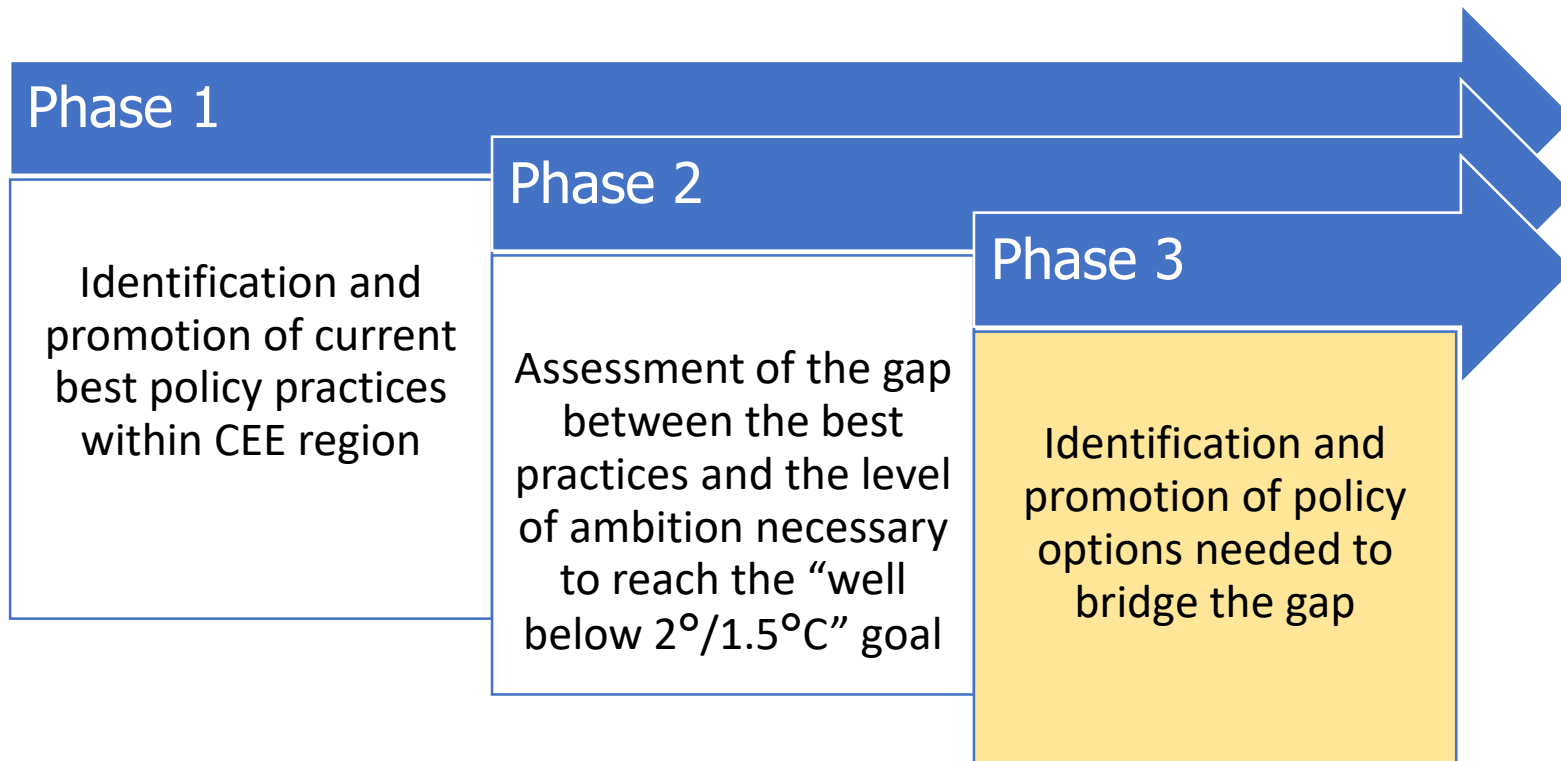 Phase 1
Identification and
promotion of current
best policy practices
within CEE region
Phase 2
Assessment of the gap
between the best
practices and the level
of ambition necessary
to reach the “well
below 2°/1.5°C” goal
Phase 3
Identification and
promotion of policy
options needed to
bridge the gap